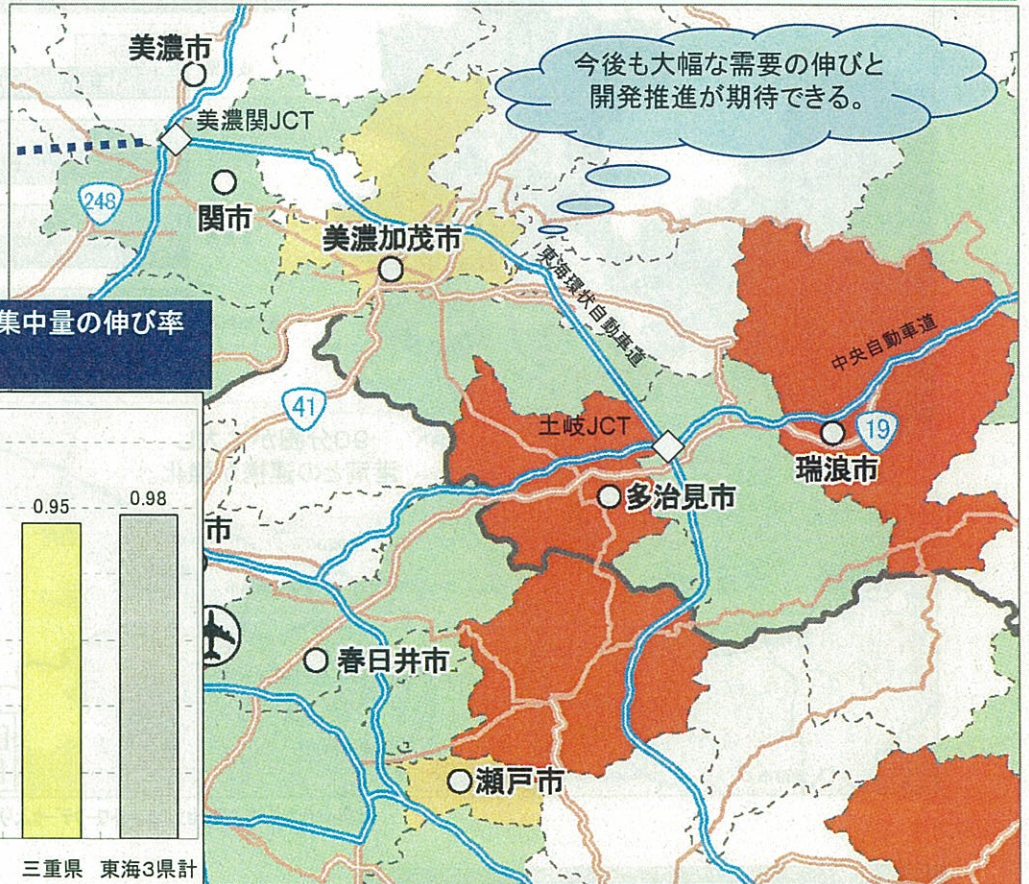 美濃市
今後も大幅な需要の伸びと
開発推進が期待できる。
美濃関JCT
248
関市
美濃加茂市
東海環状自動車道
集中量の伸び率
中央自動車道
41
土岐JCT
19
瑞浪市
多治見市
0.95
0.98
市
春日井市
瀬戸市
三重県
東海3県計